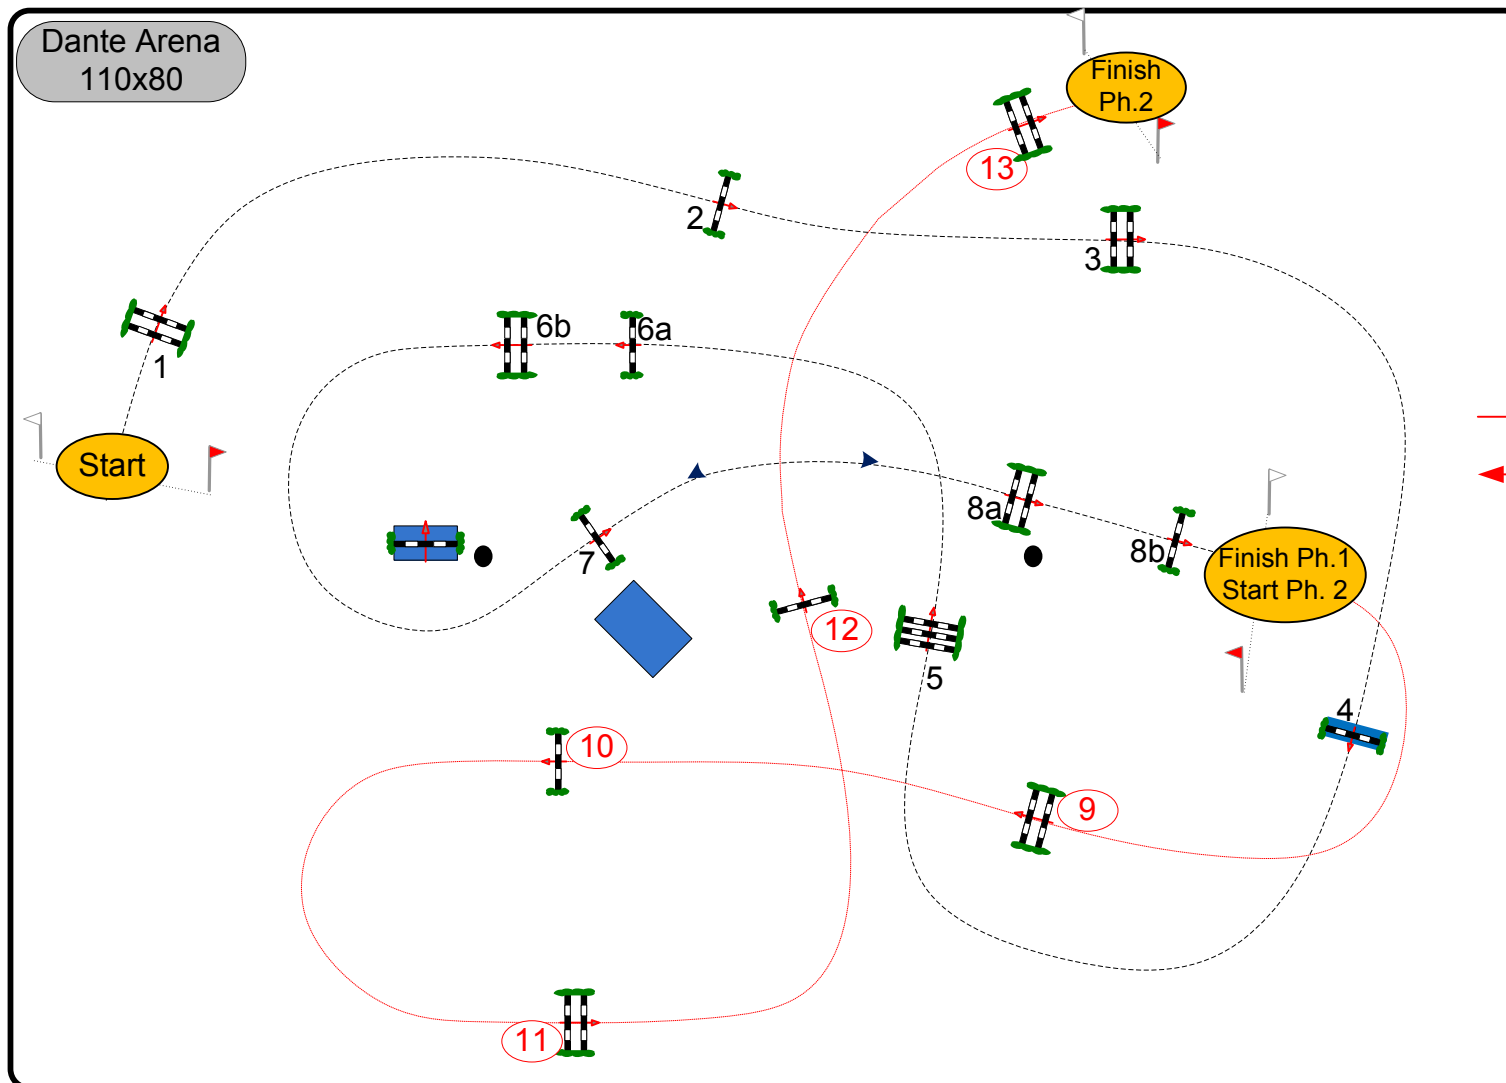 Dante Arena
110x80
Finish
Ph.2
13
2
3
1
6b
6a
Start
8a
7
8b
Finish Ph.1
Start Ph. 2
12
5
4
10
9
11